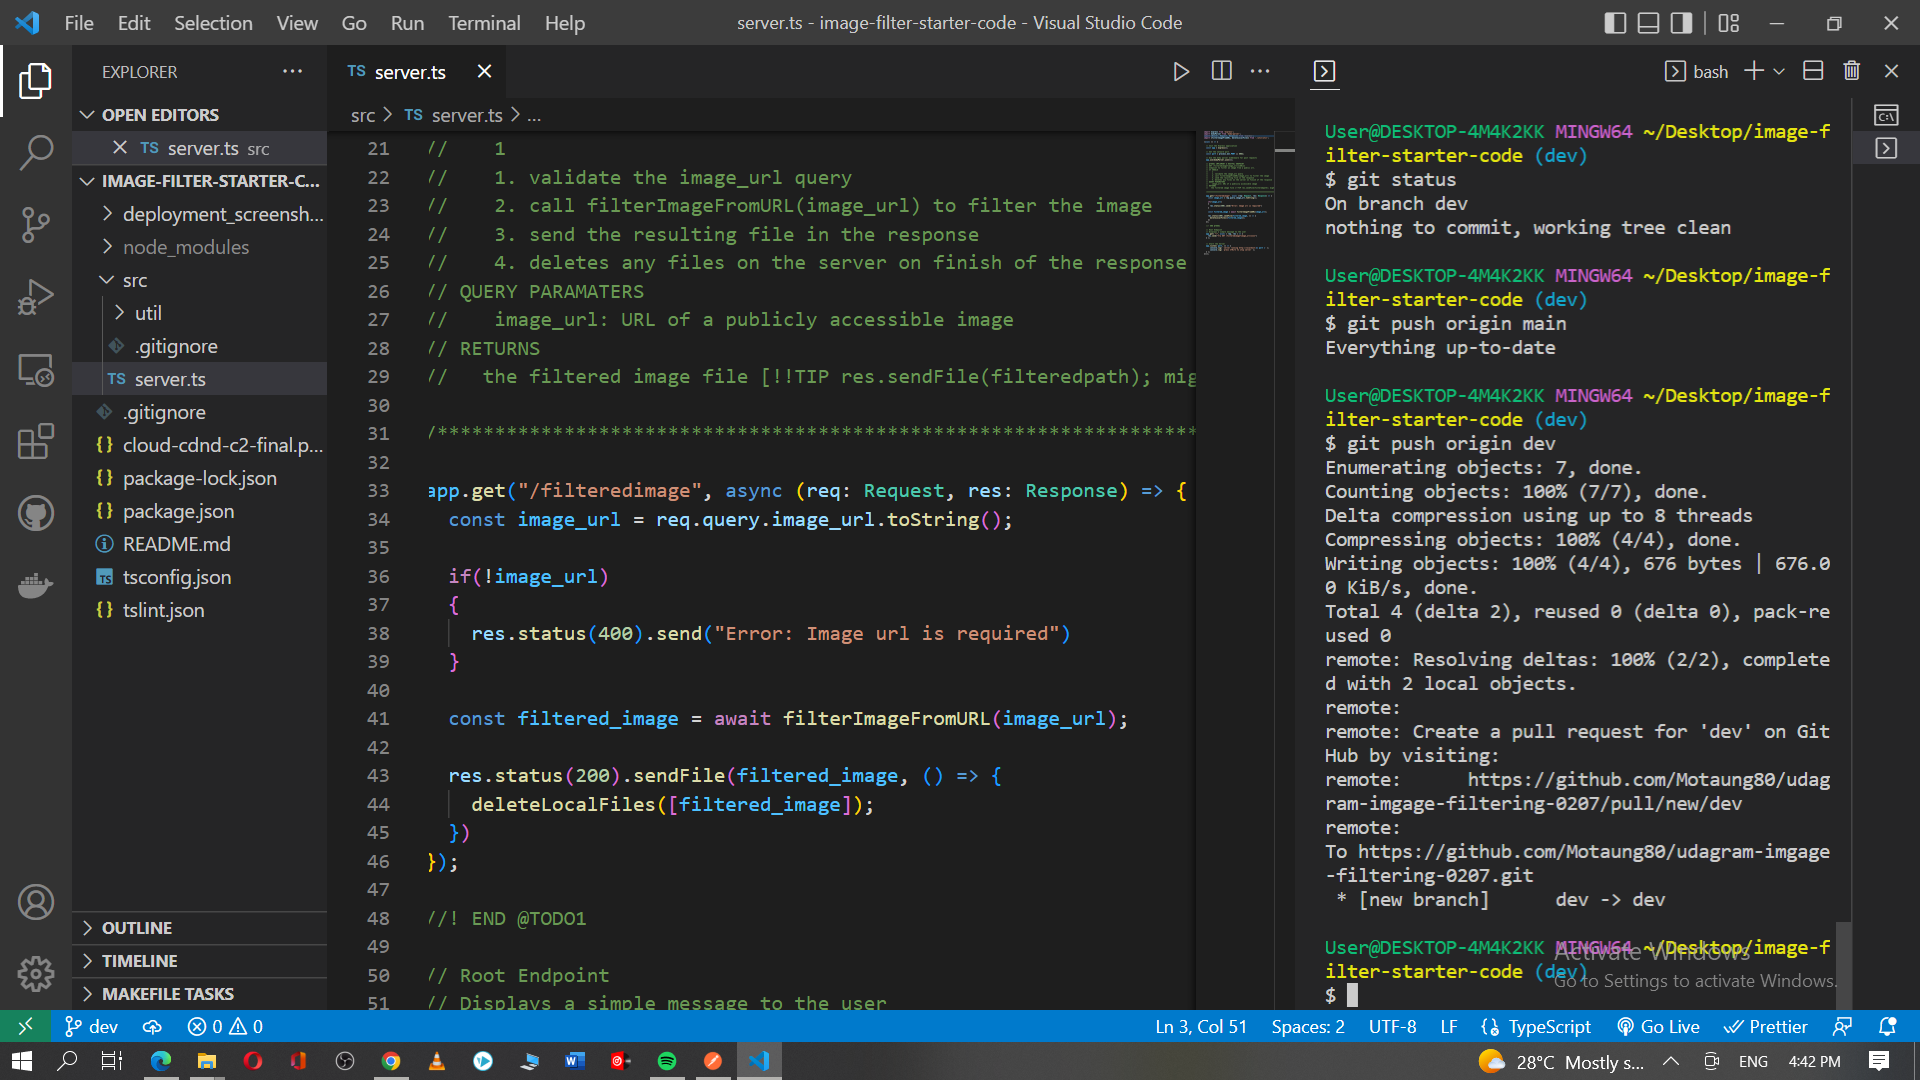 File Edit Selection View Go Run Terminal Help
server.ts - image-filter-starter-code - Visual Studio Code
EXPLORER
OPEN EDITORS
TS server.ts src
IMAGE-FILTER-STARTER-C...
deployment_screensh...
node_modules
src
util
.gitignore
TS server.ts
.gitignore
{} cloud-cdnd-c2-final.p...
{} package-lock.json
{} package.json
README.md
TS tsconfig.json
{} tslint.json
OUTLINE
TIMELINE
MAKEFILE TASKS
TS server.ts
src > TS server.ts > ...
21 // 1
22 // 1. validate the image_url query
23 // 2. call filterImageFromURL(image_url) to filter the image
24 // 3. send the resulting file in the response
25 // 4. deletes any files on the server on finish of the response
26 // QUERY PARAMATERS
27 // image_url: URL of a publicly accessible image
28 // RETURNS
29 // the filtered image file [!!TIP res.sendFile(filteredpath); mig
30
31 /******************************************************************
32
33 app.get("/filteredimage", async (req: Request, res: Response) => {
34 const image_url = req.query.image_url.toString();
35
36 if(!image_url)
37 {
38 res.status(400).send("Error: Image url is required")
39 }
40
41 const filtered_image = await filterImageFromURL(image_url);
42
43 res.status(200).sendFile(filtered_image, () => {
44 deleteLocalFiles([filtered_image]);
45 })
46 });
47
48 //! END @TODO1
49
50 // Root Endpoint
51 // Displays a simple message to the user
bash
User@DESKTOP-4M4K2KK MINGW64 ~/Desktop/image-f
ilter-starter-code (dev)
$ git status
On branch dev
nothing to commit, working tree clean
User@DESKTOP-4M4K2KK MINGW64 ~/Desktop/image-f
ilter-starter-code (dev)
$ git push origin main
Everything up-to-date
User@DESKTOP-4M4K2KK MINGW64 ~/Desktop/image-f
ilter-starter-code (dev)
$ git push origin dev
Enumerating objects: 7, done.
Counting objects: 100% (7/7), done.
Delta compression using up to 8 threads
Compressing objects: 100% (4/4), done.
Writing objects: 100% (4/4), 676 bytes | 676.0
0 KiB/s, done.
Total 4 (delta 2), reused 0 (delta 0), pack-re
used 0
remote: Resolving deltas: 100% (2/2), complete
d with 2 local objects.
remote:
remote: Create a pull request for 'dev' on Git
Hub by visiting:
remote: https://github.com/Motaung80/udag
ram-imgage-filtering-0207/pull/new/dev
remote:
To https://github.com/Motaung80/udagram-imgage
-filtering-0207.git
* [new branch] dev -> dev
User@DESKTOP-4M4K2KK MINGW64 ~/Desktop/image-f
ilter-starter-code (dev)
$
Activate Windows
Go to Settings to activate Windows.
dev 0 0
Ln 3, Col 51 Spaces: 2 UTF-8 LF {} TypeScript Go Live Prettier
28°C Mostly s... ENG 4:42 PM